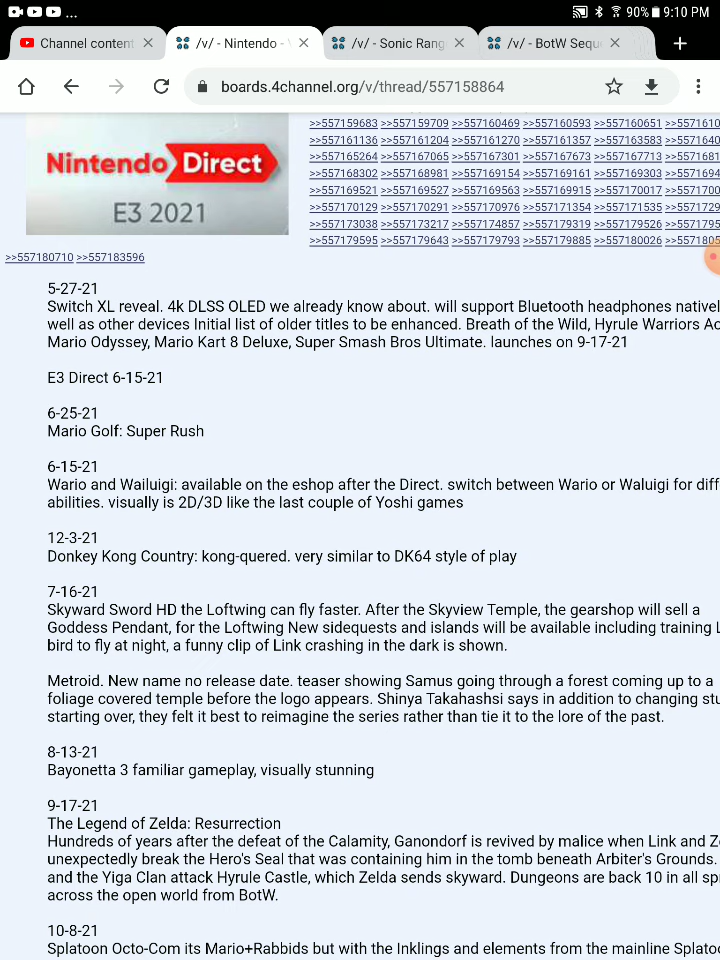 ... 90% 9:10 PM
Channel content × /v/ - Nintendo - × /v/ - Sonic Rang × /v/ - BotW Sequ × +
boards.4channel.org/v/thread/557158864
Nintendo Direct
E3 2021
>>557159683 >>557159709 >>557160469 >>557160593 >>557160651 >>5571610
>>557161136 >>557161204 >>557161270 >>557161357 >>557163583 >>557164
>>557165264 >>557167065 >>557167301 >>557167673 >>557167713 >>557168
>>557168302 >>557168981 >>557169154 >>557169161 >>557169303 >>557169
>>557169521 >>557169527 >>557169563 >>557169915 >>557170017 >>557170
>>557170129 >>557170291 >>557170976 >>557171354 >>557171535 >>557172
>>557173038 >>557173217 >>557174857 >>557179319 >>557179526 >>557179
>>557179595 >>557179643 >>557179793 >>557179885 >>557180026 >>557180
>>557180710 >>557183596
5-27-21
Switch XL reveal. 4k DLSS OLED we already know about. will support Bluetooth headphones nativel
well as other devices Initial list of older titles to be enhanced. Breath of the Wild, Hyrule Warriors Ac
Mario Odyssey, Mario Kart 8 Deluxe, Super Smash Bros Ultimate. launches on 9-17-21
E3 Direct 6-15-21
6-25-21
Mario Golf: Super Rush
6-15-21
Wario and Wailuigi: available on the eshop after the Direct. switch between Wario or Waluigi for diff
abilities. visually is 2D/3D like the last couple of Yoshi games
12-3-21
Donkey Kong Country: kong-quered. very similar to DK64 style of play
7-16-21
Skyward Sword HD the Loftwing can fly faster. After the Skyview Temple, the gearshop will sell a
Goddess Pendant, for the Loftwing New sidequests and islands will be available including training L
bird to fly at night, a funny clip of Link crashing in the dark is shown.
Metroid. New name no release date. teaser showing Samus going through a forest coming up to a
foliage covered temple before the logo appears. Shinya Takahashsi says in addition to changing stu
starting over, they felt it best to reimagine the series rather than tie it to the lore of the past.
8-13-21
Bayonetta 3 familiar gameplay, visually stunning
9-17-21
The Legend of Zelda: Resurrection
Hundreds of years after the defeat of the Calamity, Ganondorf is revived by malice when Link and Ze
unexpectedly break the Hero's Seal that was containing him in the tomb beneath Arbiter's Grounds.
and the Yiga Clan attack Hyrule Castle, which Zelda sends skyward. Dungeons are back 10 in all spr
across the open world from BotW.
10-8-21
Splatoon Octo-Com its Mario+Rabbids but with the Inklings and elements from the mainline Splatoo